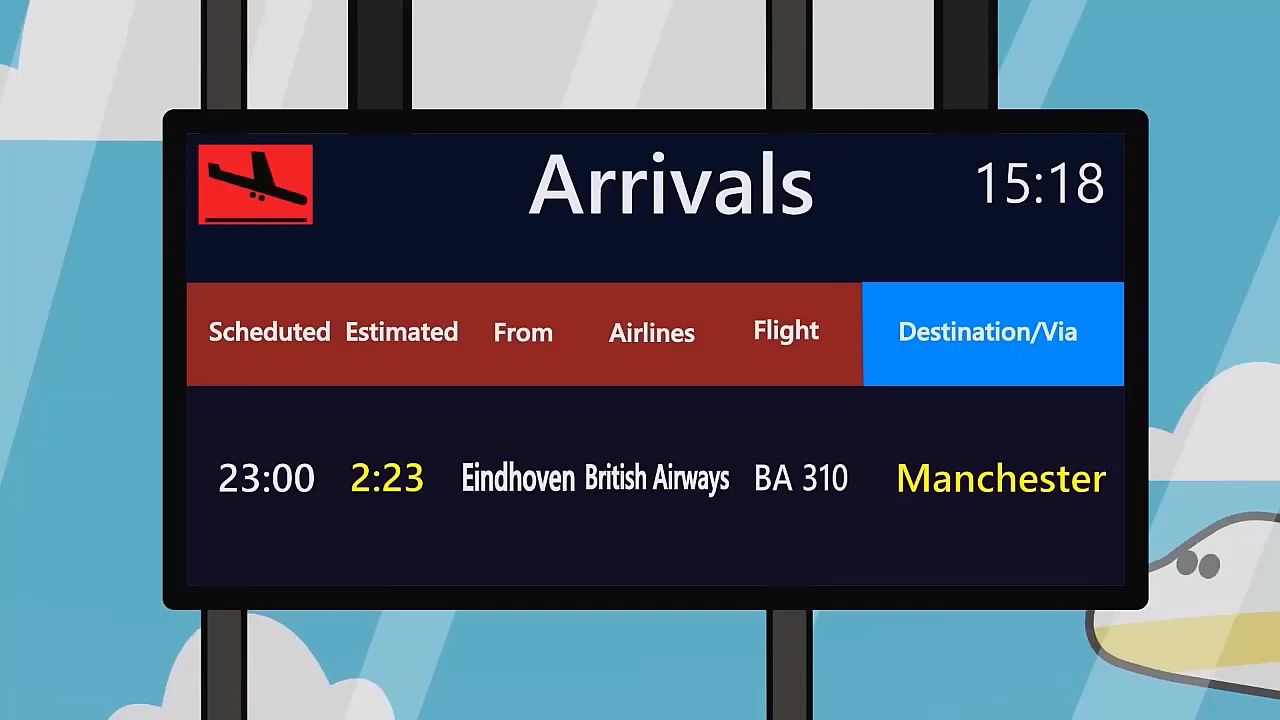 Arrivals 15:18
Scheduted Estimated From Airlines Flight Destination/Via
23:00 2:23 Eindhoven British Airways BA 310 Manchester